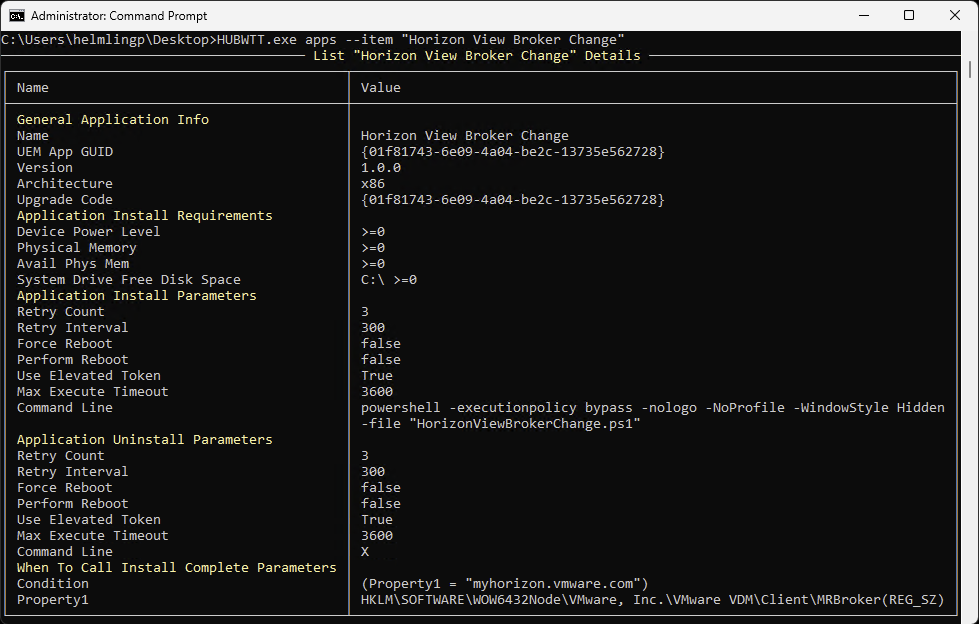 Administrator: Command Prompt
C:\Users\helmlingp\Desktop>HUBWTT.exe apps --item "Horizon View Broker Change"
List "Horizon View Broker Change" Details
Name Value
General Application Info
Name Horizon View Broker Change
UEM App GUID {01f81743-6e09-4a04-be2c-13735e562728}
Version 1.0.0
Architecture x86
Upgrade Code {01f81743-6e09-4a04-be2c-13735e562728}
Application Install Requirements
Device Power Level >=0
Physical Memory >=0
Avail Phys Mem >=0
System Drive Free Disk Space C:\ >=0
Application Install Parameters
Retry Count 3
Retry Interval 300
Force Reboot false
Perform Reboot false
Use Elevated Token True
Max Execute Timeout 3600
Command Line powershell -executionpolicy bypass -nologo -NoProfile -WindowStyle Hidden
-file "HorizonViewBrokerChange.ps1"
Application Uninstall Parameters
Retry Count 3
Retry Interval 300
Force Reboot false
Perform Reboot false
Use Elevated Token True
Max Execute Timeout 3600
Command Line X
When To Call Install Complete Parameters
Condition (Property1 = "myhorizon.vmware.com")
Property1 HKLM\SOFTWARE\WOW6432Node\VMware, Inc.\VMware VDM\Client\MRBroker(REG_SZ)